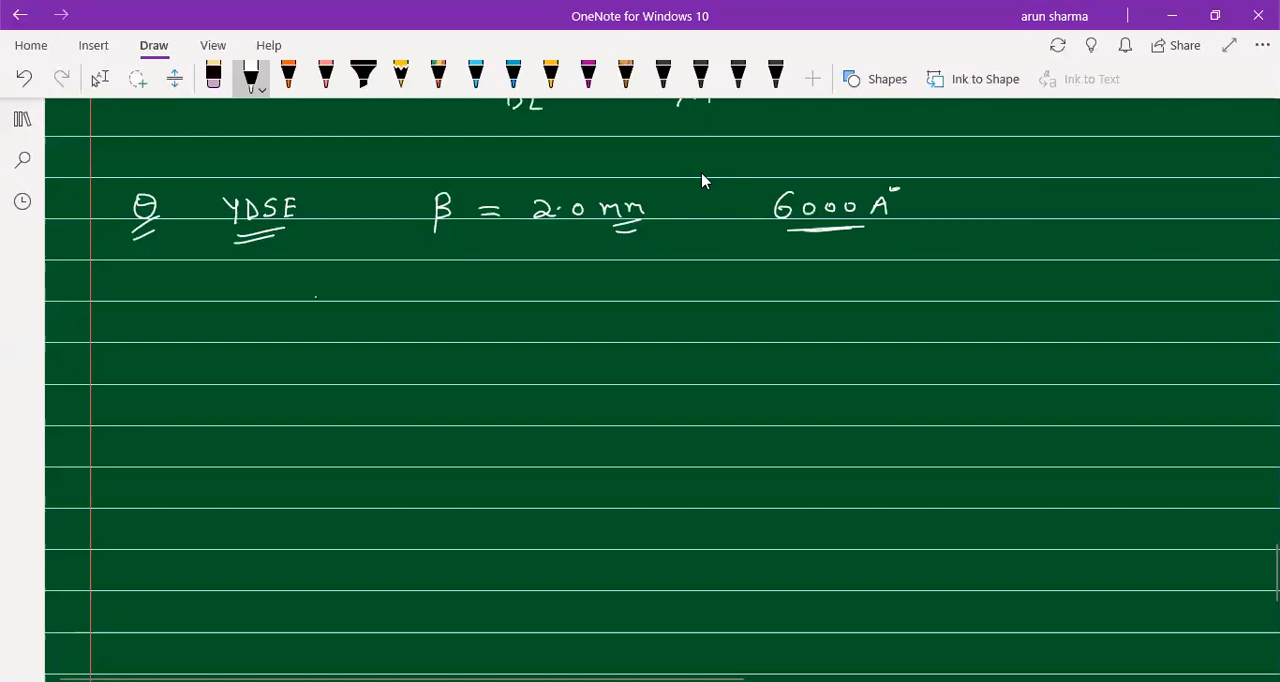 OneNote for Windows 10 arun sharma
Home Insert Draw View Help Share
Shapes Ink to Shape Ink to Text
Q YDSE β = 2.0 mm 6000 A°